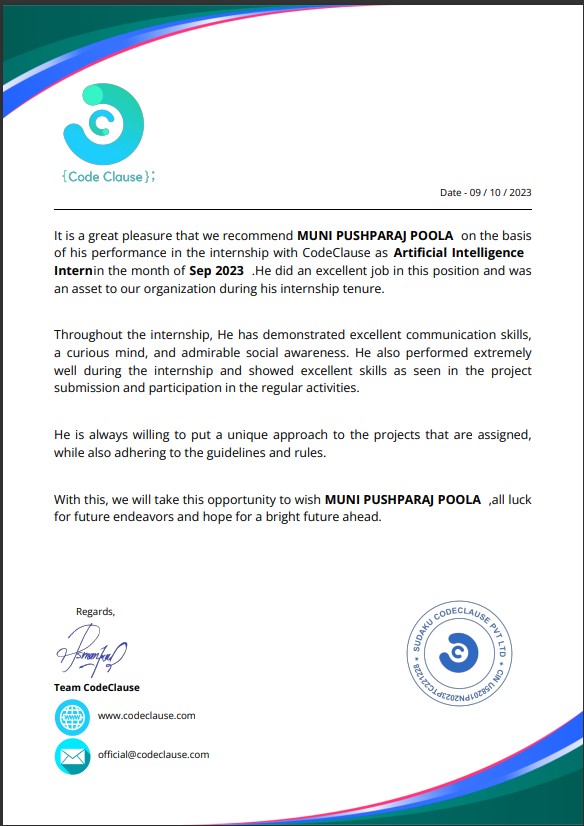 {Code Clause};
Date - 09 / 10 / 2023
It is a great pleasure that we recommend MUNI PUSHPARAJ POOLA on the basis
of his performance in the internship with CodeClause as Artificial Intelligence
Internin the month of Sep 2023 .He did an excellent job in this position and was
an asset to our organization during his internship tenure.
Throughout the internship, He has demonstrated excellent communication skills,
a curious mind, and admirable social awareness. He also performed extremely
well during the internship and showed excellent skills as seen in the project
submission and participation in the regular activities.
He is always willing to put a unique approach to the projects that are assigned,
while also adhering to the guidelines and rules.
With this, we will take this opportunity to wish MUNI PUSHPARAJ POOLA ,all luck
for future endeavors and hope for a bright future ahead.
Regards,
Team CodeClause
www.codeclause.com
official@codeclause.com
SUDAKU CODECLAUSE PVT LTD * CIN U58201PN2023PTC221228 *
WWW